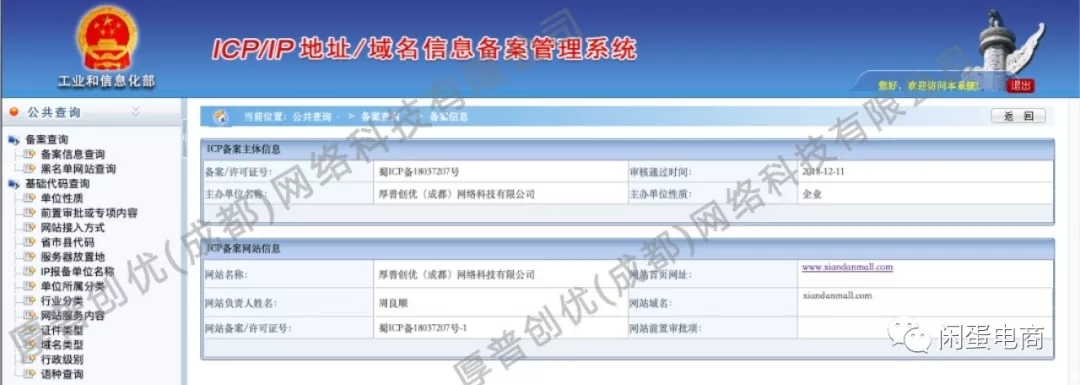 工业和信息化部
ICP/IP 地址/域名信息备案管理系统
您好，欢迎访问本系统！ 退出
公共查询
备案查询
备案信息查询
黑名单网站查询
基础代码查询
单位性质
前置审批或专项内容
网站接入方式
省市县代码
服务器放置地
IP报备单位名称
单位所属分类
行业分类
网站服务内容
证件类型
域名类型
行政级别
语种查询
当前位置：公共查询 > 备案查询 > 备案信息
返 回
ICP备案主体信息
备案/许可证号： 蜀ICP备18037207号 审核通过时间： 2018-12-11
主办单位名称： 厚普创优（成都）网络科技有限公司 主办单位性质： 企业
ICP备案网站信息
网站名称： 厚普创优（成都）网络科技有限公司 网站首页网址： www.xiandanmall.com
网站负责人姓名： 周良顺 网站域名： xiandanmall.com
网站备案/许可证号： 蜀ICP备18037207号-1 网站前置审批项：
厚普创优(成都)网络科技有限公司
厚普创优(成都)网络科技有限公司
闲蛋电商